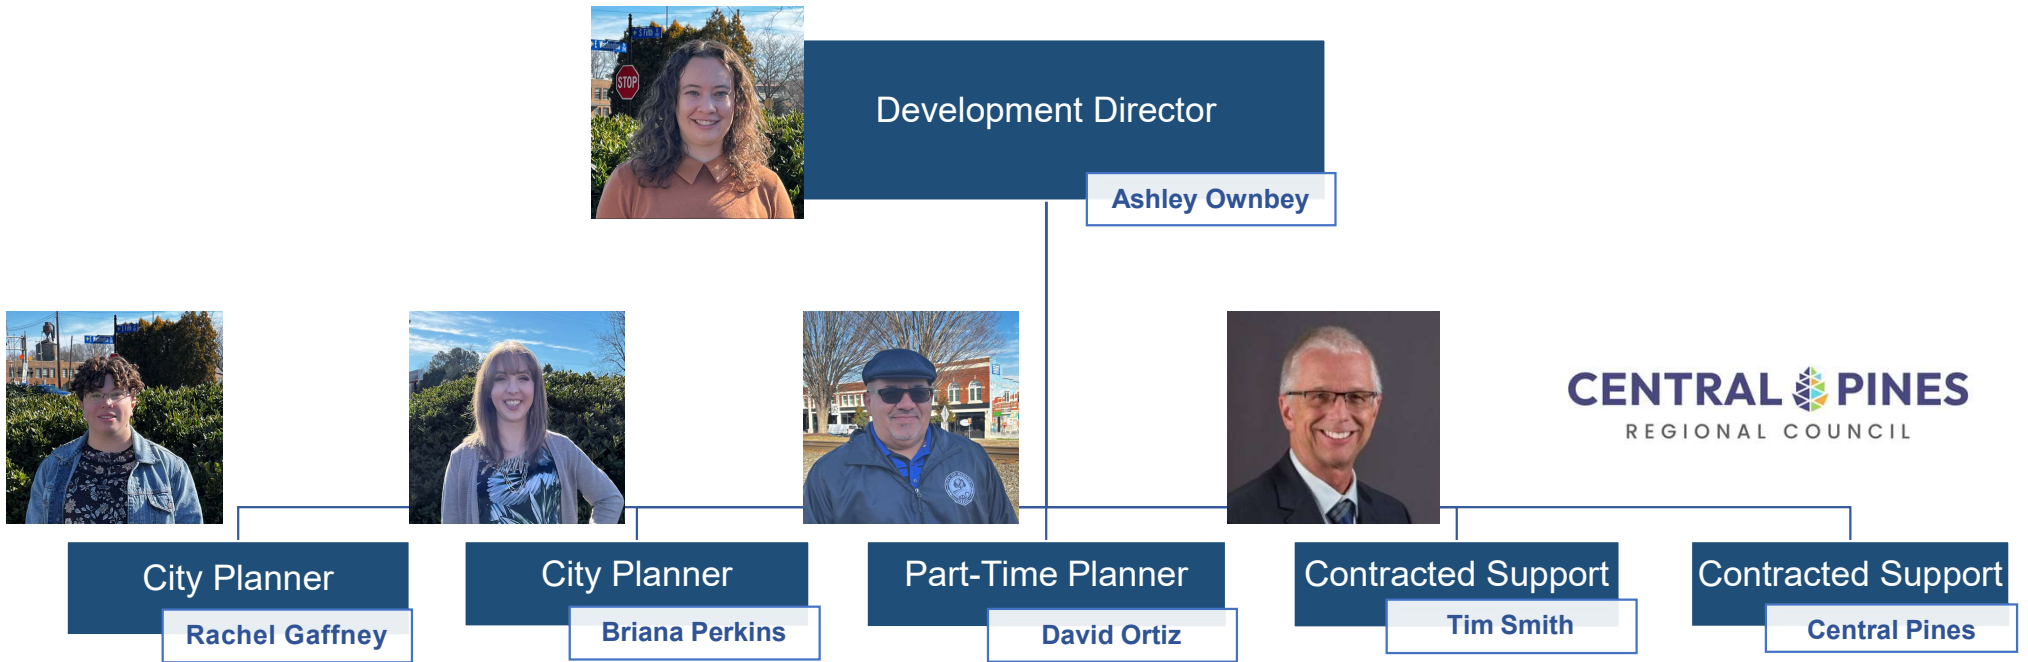 STOP
Development Director
Ashley Ownbey
CENTRAL PINES
REGIONAL COUNCIL
City Planner
Rachel Gaffney
City Planner
Briana Perkins
Part-Time Planner
David Ortiz
Contracted Support
Tim Smith
Contracted Support
Central Pines